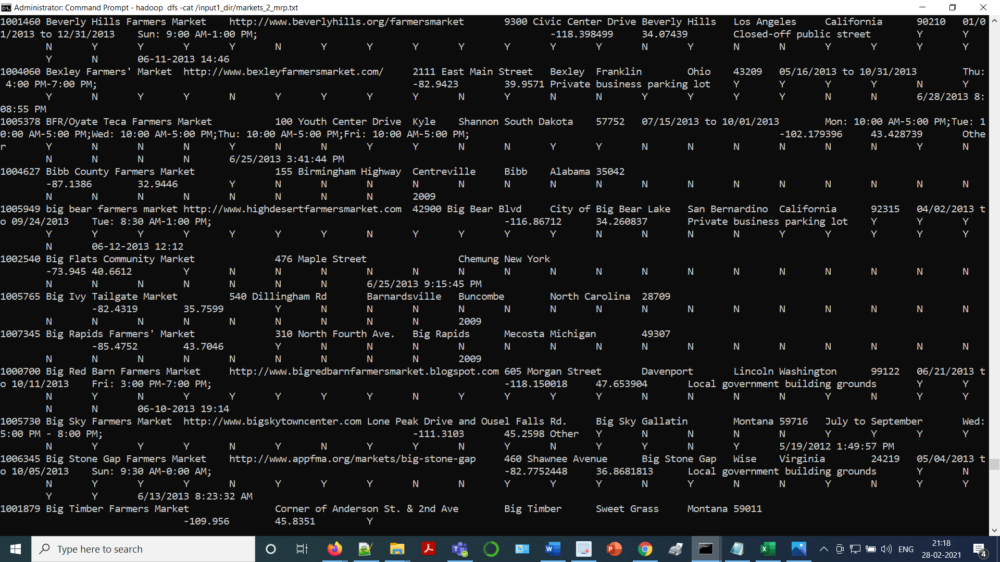 Administrator: Command Prompt - hadoop dfs -cat /input1_dir/markets_2_mrp.txt
1001460 Beverly Hills Farmers Market http://www.beverlyhills.org/farmersmarket 9300 Civic Center Drive Beverly Hills Los Angeles California 90210 01/0
1/2013 to 12/31/2013 Sun: 9:00 AM-1:00 PM; -118.398499 34.07439 Closed-off public street Y Y
N Y Y Y Y N Y Y Y Y Y Y Y N Y N N Y Y Y Y
Y N 06-11-2013 14:46
1004060 Bexley Farmers' Market http://www.bexleyfarmersmarket.com/ 2111 East Main Street Bexley Franklin Ohio 43209 05/16/2013 to 10/31/2013 Thu:
4:00 PM-7:00 PM; -82.9423 39.9571 Private business parking lot Y Y Y Y N Y
Y N Y Y N Y Y Y Y N Y N N Y Y Y Y N N 6/28/2013 8:
08:55 PM
1005378 BFR/Oyate Teca Farmers Market 100 Youth Center Drive Kyle Shannon South Dakota 57752 07/15/2013 to 10/01/2013 Mon: 10:00 AM-5:00 PM;Tue: 1
0:00 AM-5:00 PM;Wed: 10:00 AM-5:00 PM;Thu: 10:00 AM-5:00 PM;Fri: 10:00 AM-5:00 PM; -102.179396 43.428739 Othe
r Y N N N Y N N Y Y N N Y Y N N N N N N Y N
N N N N 6/25/2013 3:41:44 PM
1004627 Bibb County Farmers Market 155 Birmingham Highway Centreville Bibb Alabama 35042
-87.1386 32.9446 Y N N N N N N N N N N N N N N N N
N N N N N N N N 2009
1005949 big bear farmers market http://www.highdesertfarmersmarket.com 42900 Big Bear Blvd City of Big Bear Lake San Bernardino California 92315 04/02/2013 t
o 09/24/2013 Tue: 8:30 AM-1:00 PM; -116.86712 34.260837 Private business parking lot Y Y Y
Y Y Y Y Y Y Y N Y Y Y Y N N N N Y Y Y Y Y
N 06-12-2013 12:12
1002540 Big Flats Community Market 476 Maple Street Chemung New York
-73.945 40.6612 Y N N N N N N N N N N N N N N N N N
N N N N N N N 6/25/2013 9:15:45 PM
1005765 Big Ivy Tailgate Market 540 Dillingham Rd Barnardsville Buncombe North Carolina 28709
-82.4319 35.7599 Y N N N N N N N N N N N N N N N
N N N N N N N N N 2009
1007345 Big Rapids Farmers' Market 310 North Fourth Ave. Big Rapids Mecosta Michigan 49307
-85.4752 43.7046 Y N N N N N N N N N N N N N N N
N N N N N N N N N 2009
1000700 Big Red Barn Farmers Market http://www.bigredbarnfarmersmarket.blogspot.com 605 Morgan Street Davenport Lincoln Washington 99122 06/21/2013 t
o 10/11/2013 Fri: 3:00 PM-7:00 PM; -118.150018 47.653904 Local government building grounds Y Y
N Y N Y Y Y Y Y N Y Y Y Y N N N N Y N Y Y
N N 06-10-2013 19:14
1005730 Big Sky Farmers Market http://www.bigskytowncenter.com Lone Peak Drive and Ousel Falls Rd. Big Sky Gallatin Montana 59716 July to September Wed:
5:00 PM - 8:00 PM; -111.3103 45.2598 Other Y N N N N Y Y Y Y
N Y Y Y N Y N Y Y N Y N Y Y N Y 5/19/2012 1:49:57 PM
1006345 Big Stone Gap Farmers Market http://www.appfma.org/markets/big-stone-gap 460 Shawnee Avenue Big Stone Gap Wise Virginia 24219 05/04/2013 t
o 10/05/2013 Sun: 9:30 AM-0:00 AM; -82.7752448 36.8681813 Local government building grounds Y N
N Y Y Y N Y Y Y N N Y Y Y N Y N N Y N Y Y
Y Y 6/13/2013 8:23:32 AM
1001879 Big Timber Farmers Market Corner of Anderson St. & 2nd Ave Big Timber Sweet Grass Montana 59011
-109.956 45.8351 Y
Type here to search
ENG
21:18
28-02-2021
4